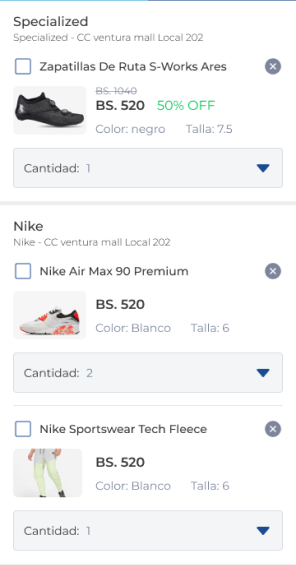 Specialized
Specialized - CC ventura mall Local 202
Zapatillas De Ruta S-Works Ares
BS. 1040
BS. 520 50% OFF
Color: negro Talla: 7.5
Cantidad: 1
Nike
Nike - CC ventura mall Local 202
Nike Air Max 90 Premium
BS. 520
Color: Blanco Talla: 6
Cantidad: 2
Nike Sportswear Tech Fleece
BS. 520
Color: Blanco Talla: 6
Cantidad: 1